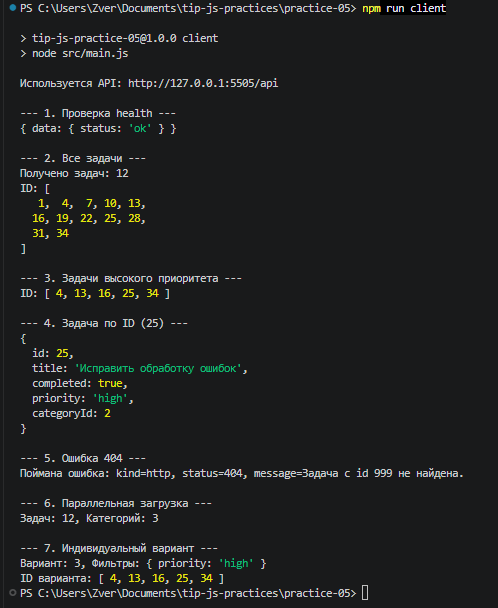 PS C:\Users\Zver\Documents\tip-js-practices\practice-05> npm run client
> tip-js-practice-05@1.0.0 client
> node src/main.js
Используется API: http://127.0.0.1:5505/api
--- 1. Проверка health ---
{ data: { status: 'ok' } }
--- 2. Все задачи ---
Получено задач: 12
ID: [
1, 4, 7, 10, 13,
16, 19, 22, 25, 28,
31, 34
]
--- 3. Задачи высокого приоритета ---
ID: [ 4, 13, 16, 25, 34 ]
--- 4. Задача по ID (25) ---
{
id: 25,
title: 'Исправить обработку ошибок',
completed: true,
priority: 'high',
categoryId: 2
}
--- 5. Ошибка 404 ---
Поймана ошибка: kind=http, status=404, message=Задача с id 999 не найдена.
--- 6. Параллельная загрузка ---
Задач: 12, Категорий: 3
--- 7. Индивидуальный вариант ---
Вариант: 3, Фильтры: { priority: 'high' }
ID варианта: [ 4, 13, 16, 25, 34 ]
PS C:\Users\Zver\Documents\tip-js-practices\practice-05>